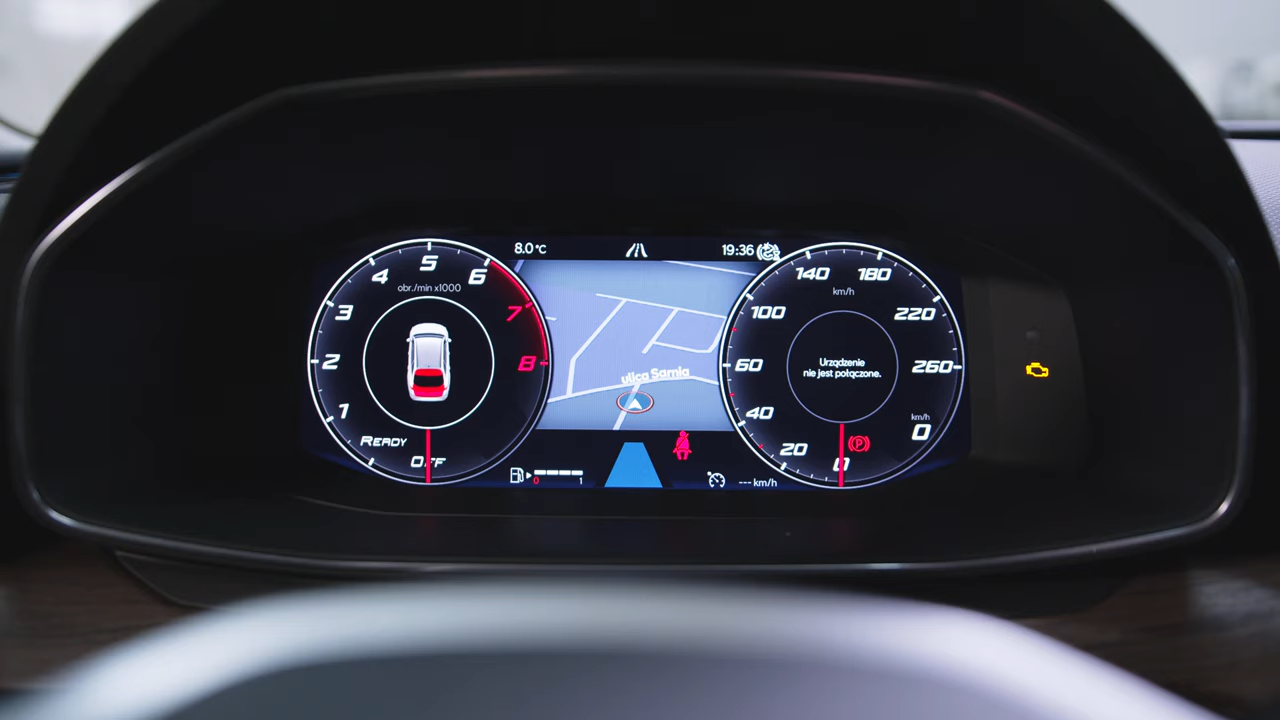 8.0 °C
19:36
5
4
6
obr./min x1000
3
7
2
8
1
READY
OFF
ulica Sarnia
0
1
--- km/h
140
180
km/h
100
220
Urządzenie
nie jest połączone.
60
260
40
km/h
0
20
P
0